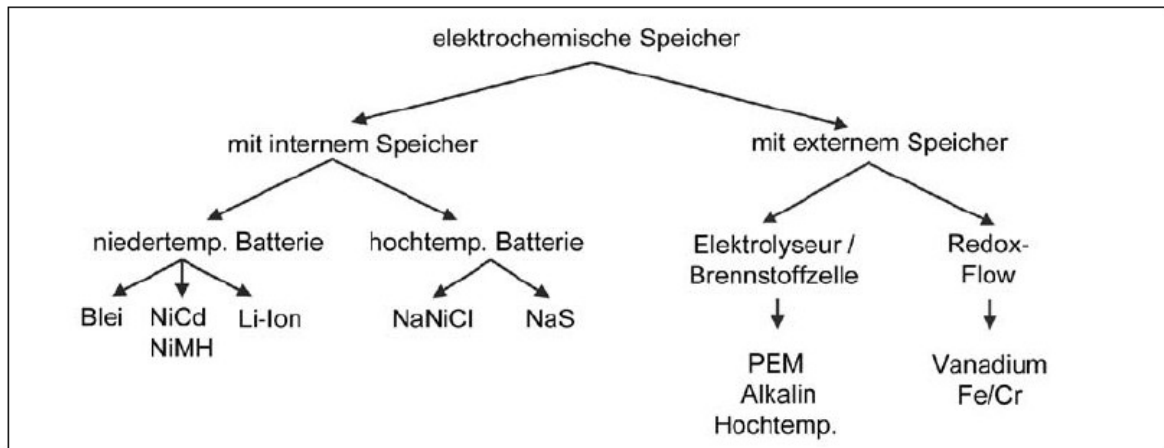 elektrochemische Speicher
mit internem Speicher
mit externem Speicher
niedertemp. Batterie
hochtemp. Batterie
Elektrolyseur /
Brennstoffzelle
Redox-
Flow
Blei
NiCd
NiMH
Li-Ion
NaNiCl
NaS
PEM
Alkalin
Hochtemp.
Vanadium
Fe/Cr